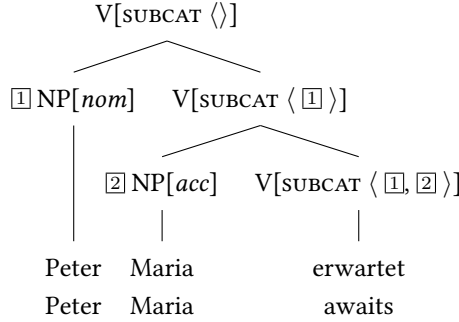 V[SUBCAT ⟨⟩]
1 NP[nom] V[SUBCAT ⟨ 1 ⟩]
2 NP[acc] V[SUBCAT ⟨ 1, 2 ⟩]
Peter Maria erwartet
Peter Maria awaits